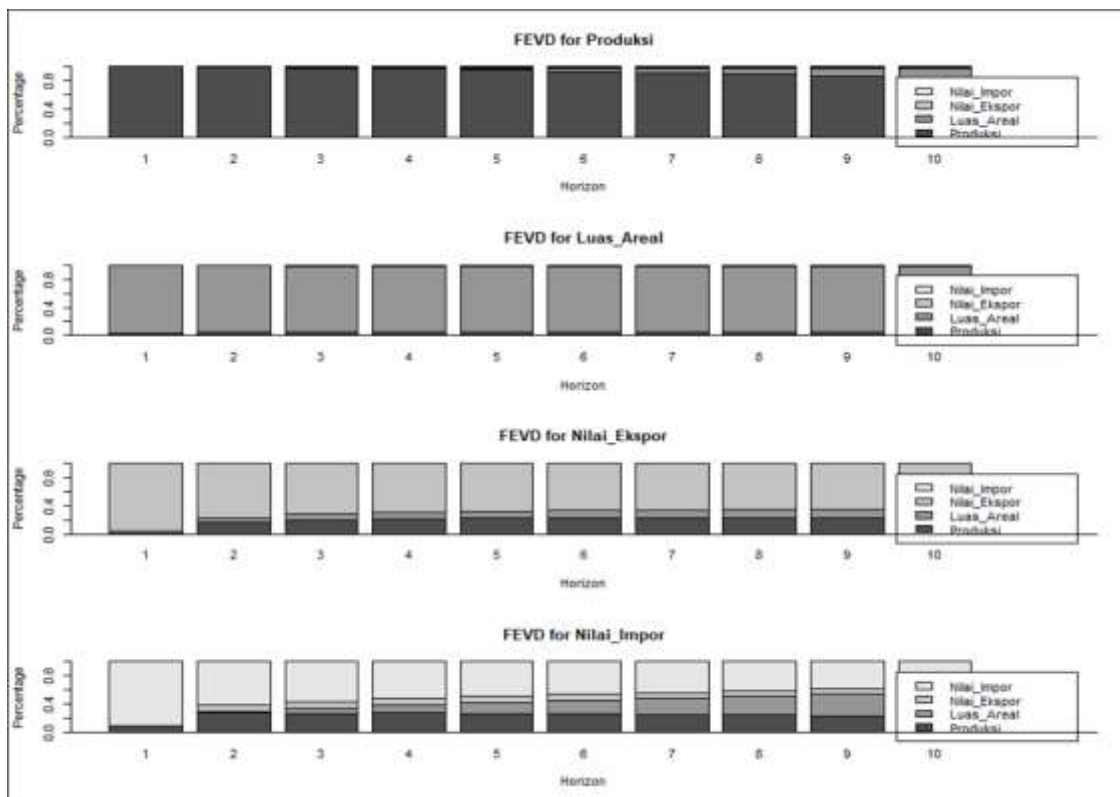 FEVD for Produksi
Percentage
0.0 0.4 0.8
Nilai_Impor
Nilai_Ekspor
Luas_Areal
Produksi
1 2 3 4 5 6 7 8 9 10
Horizon
FEVD for Luas_Areal
Percentage
0.0 0.4 0.8
Nilai_Impor
Nilai_Ekspor
Luas_Areal
Produksi
1 2 3 4 5 6 7 8 9 10
Horizon
FEVD for Nilai_Ekspor
Percentage
0.0 0.4 0.8
Nilai_Impor
Nilai_Ekspor
Luas_Areal
Produksi
1 2 3 4 5 6 7 8 9 10
Horizon
FEVD for Nilai_Impor
Percentage
0.0 0.4 0.8
Nilai_Impor
Nilai_Ekspor
Luas_Areal
Produksi
1 2 3 4 5 6 7 8 9 10
Horizon